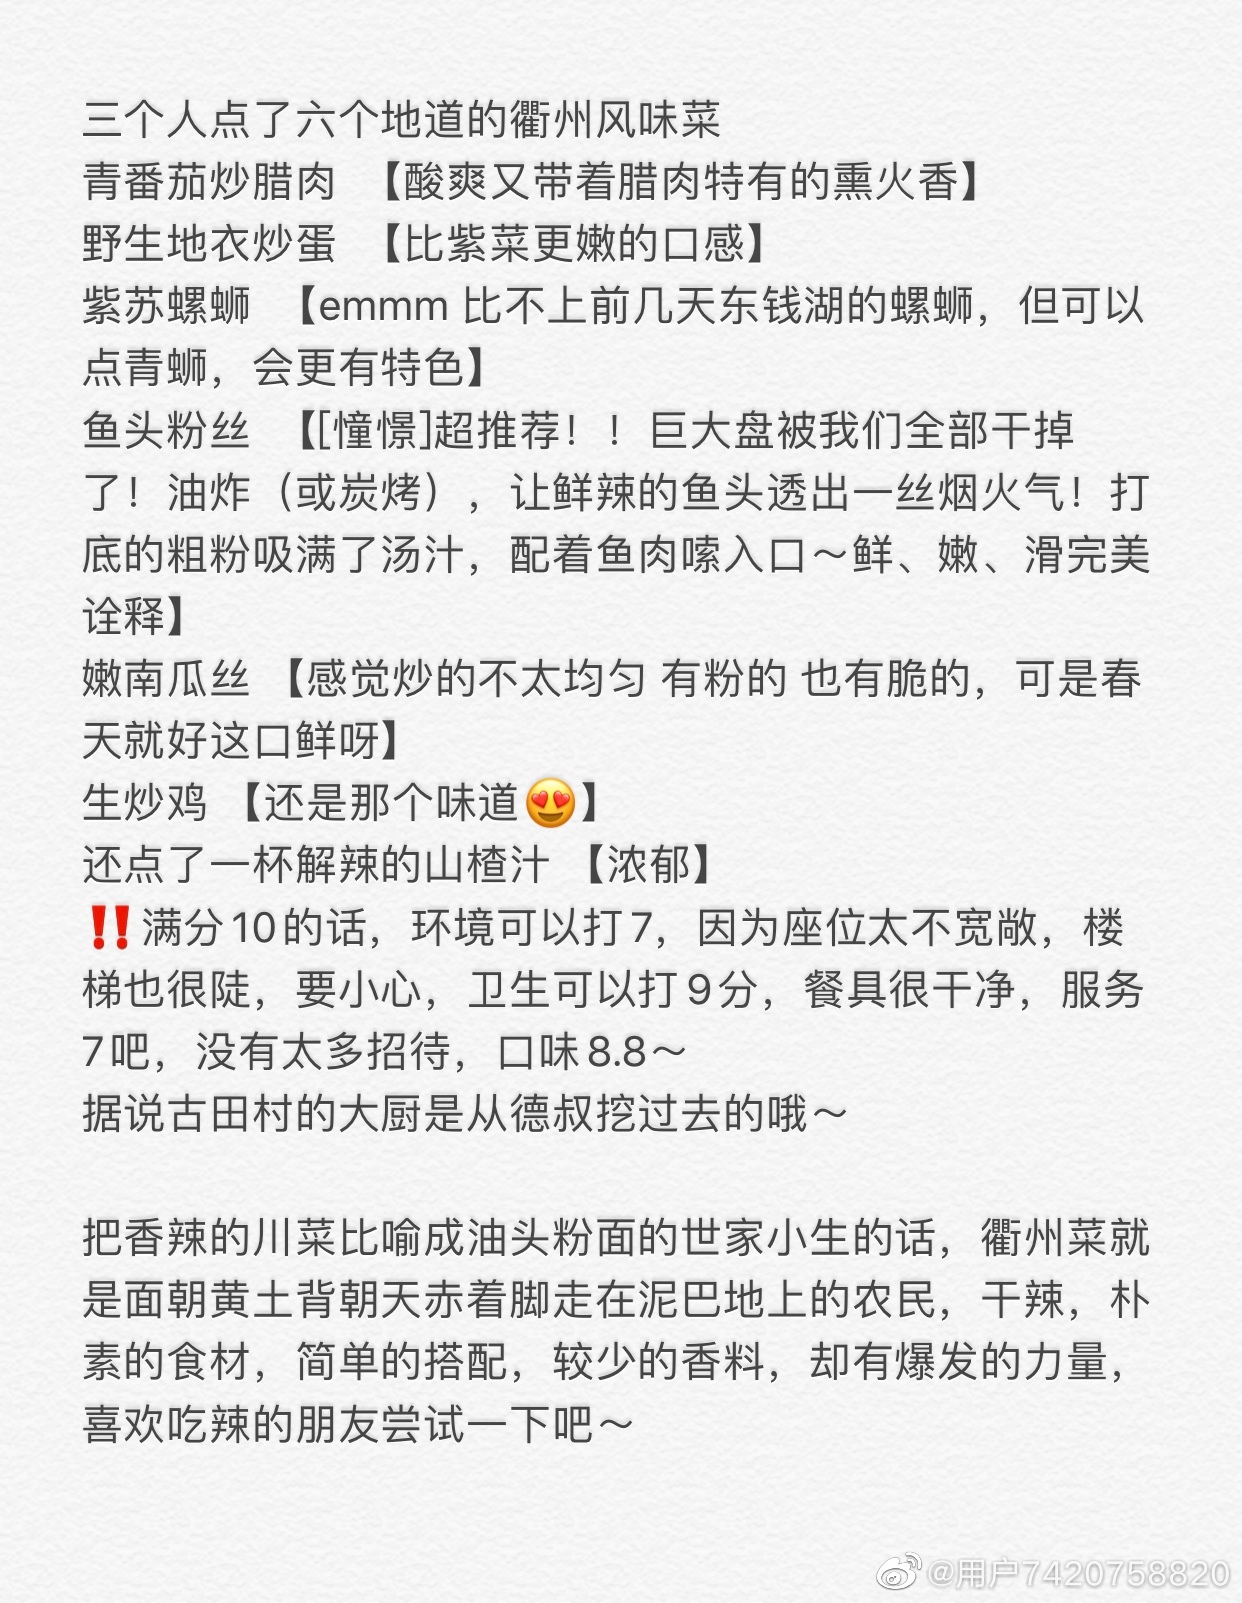 三个人点了六个地道的衢州风味菜
青番茄炒腊肉 【酸爽又带着腊肉特有的熏火香】
野生地衣炒蛋 【比紫菜更嫩的口感】
紫苏螺蛳 【emmm 比不上前几天东钱湖的螺蛳，但可以
点青蛳，会更有特色】
鱼头粉丝 【[憧憬]超推荐！！巨大盘被我们全部干掉
了！油炸（或炭烤），让鲜辣的鱼头透出一丝烟火气！打
底的粗粉吸满了汤汁，配着鱼肉嗦入口～鲜、嫩、滑完美
诠释】
嫩南瓜丝 【感觉炒的不太均匀 有粉的 也有脆的，可是春
天就好这口鲜呀】
生炒鸡 【还是那个味道😍】
还点了一杯解辣的山楂汁 【浓郁】
‼️满分10的话，环境可以打7，因为座位太不宽敞，楼
梯也很陡，要小心，卫生可以打9分，餐具很干净，服务
7吧，没有太多招待，口味8.8～
据说古田村的大厨是从德叔挖过去的哦～
把香辣的川菜比喻成油头粉面的世家小生的话，衢州菜就
是面朝黄土背朝天赤着脚走在泥巴地上的农民，干辣，朴
素的食材，简单的搭配，较少的香料，却有爆发的力量，
喜欢吃辣的朋友尝试一下吧～
@用户7420758820